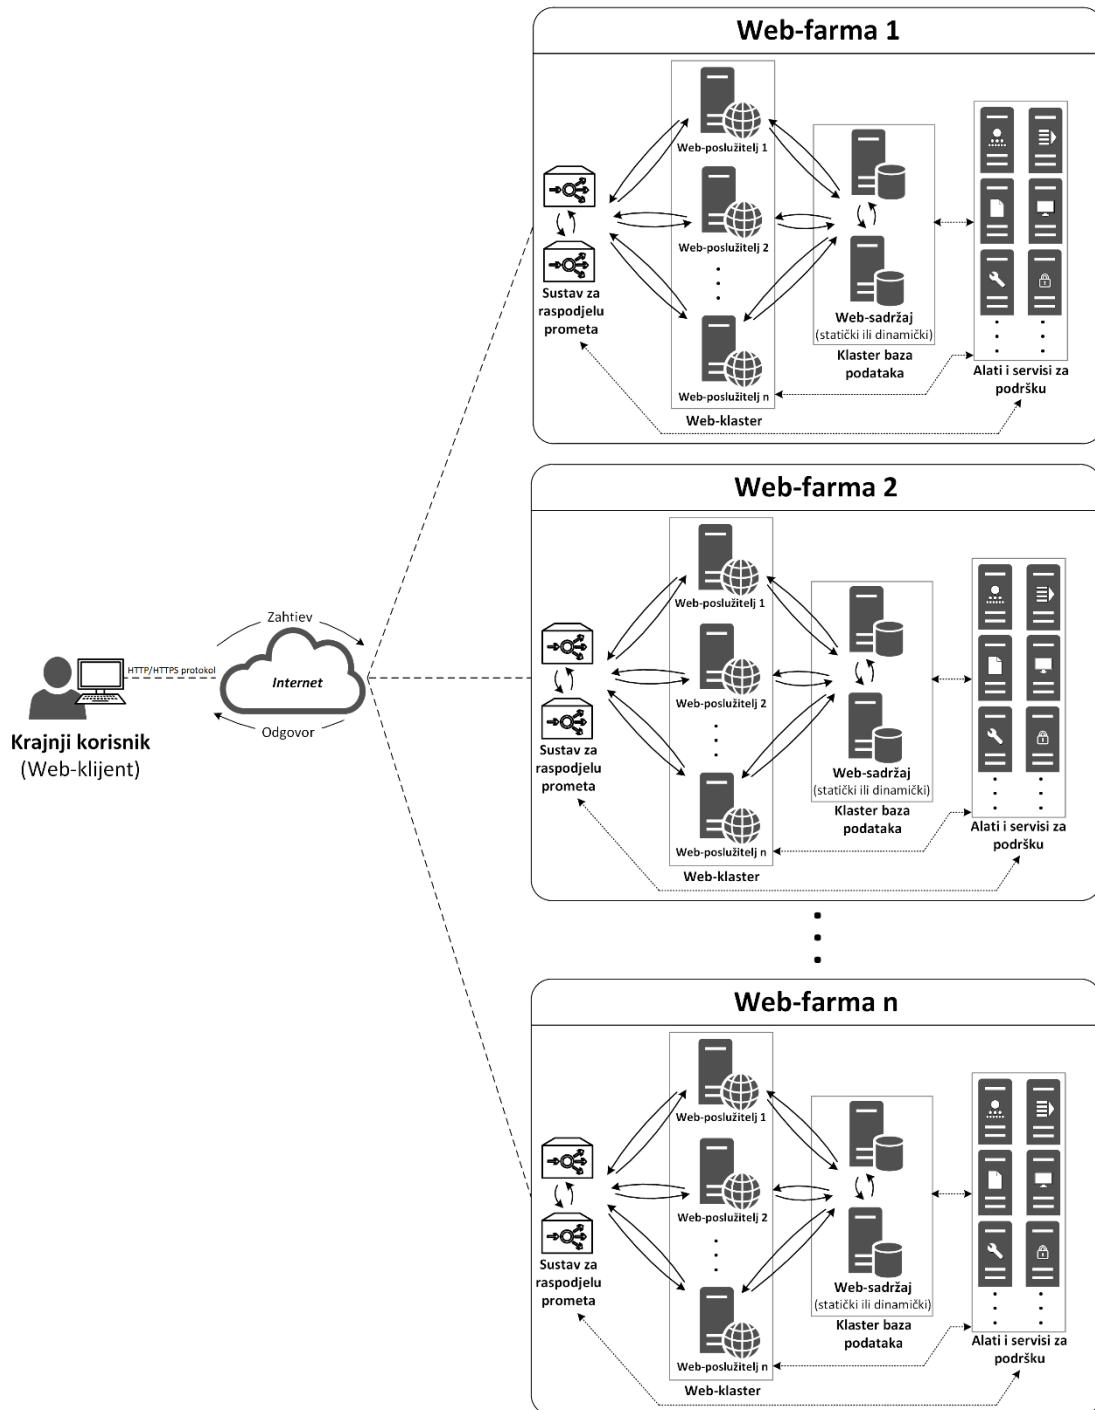 Web-farma 1
Web-poslužitelj 1
Web-poslužitelj 2
Web-poslužitelj n
Web-klaster
Sustav za
raspodjelu
prometa
Web-sadržaj
(statički ili dinamički)
Klaster baza
podataka
Alati i servisi za
podršku
Web-farma 2
Web-poslužitelj 1
Web-poslužitelj 2
Web-poslužitelj n
Web-klaster
Sustav za
raspodjelu
prometa
Web-sadržaj
(statički ili dinamički)
Klaster baza
podataka
Alati i servisi za
podršku
Zahtjev
HTTP/HTTPS protokol
Internet
Odgovor
Krajnji korisnik
(Web-klijent)
Web-farma n
Web-poslužitelj 1
Web-poslužitelj 2
Web-poslužitelj n
Web-klaster
Sustav za
raspodjelu
prometa
Web-sadržaj
(statički ili dinamički)
Klaster baza
podataka
Alati i servisi za
podršku